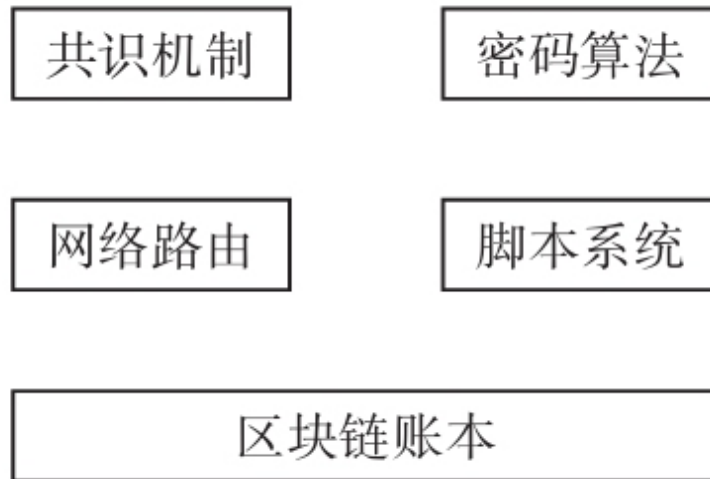 共识机制
密码算法
网络路由
脚本系统
区块链账本